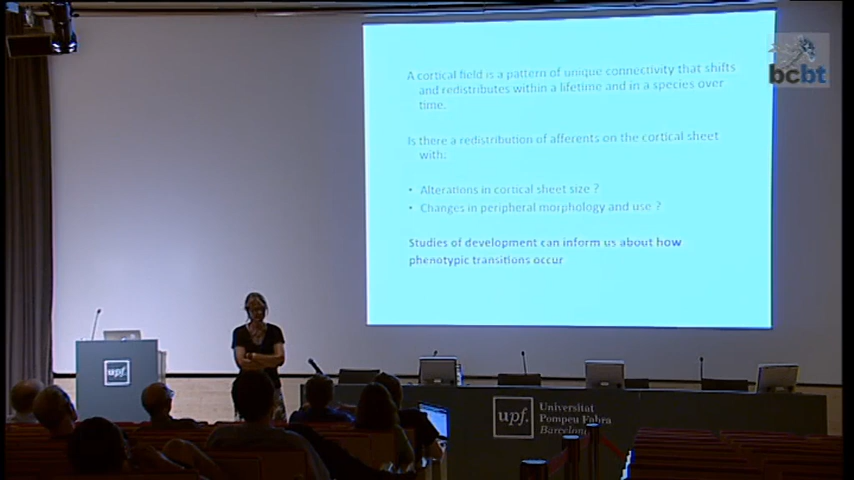 A cortical field is a pattern of unique connectivity that shifts
and redistributes within a lifetime and in a species over
time.
Is there a redistribution of afferents on the cortical sheet
with:
• Alterations in cortical sheet size ?
• Changes in peripheral morphology and use ?
Studies of development can inform us about how
phenotypic transitions occur
bcbt
upf.
upf.
Universitat
Pompeu Fabra
Barcelona